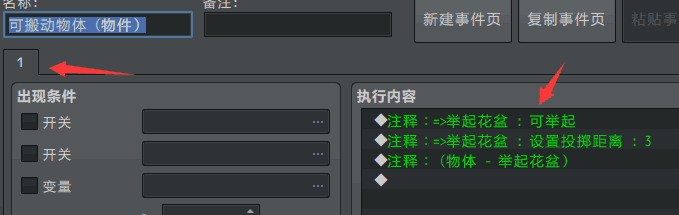 名称:
备注:
可搬动物体（物件）
新建事件页
复制事件页
粘贴事
1
出现条件
执行内容
开关
...
开关
...
变量
...
◆注释：=>举起花盆 : 可举起
◆注释：=>举起花盆 : 设置投掷距离 : 3
◆注释：（物体 - 举起花盆）
◆